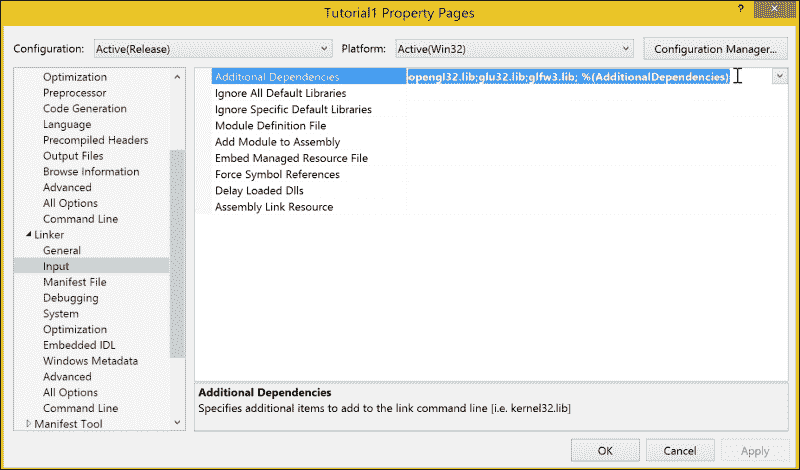 Tutorial1 Property Pages
? x
Configuration: Active(Release) Platform: Active(Win32) Configuration Manager...
Optimization
Preprocessor
Code Generation
Language
Precompiled Headers
Output Files
Browse Information
Advanced
All Options
Command Line
Linker
General
Input
Manifest File
Debugging
System
Optimization
Embedded IDL
Windows Metadata
Advanced
All Options
Command Line
Manifest Tool
Additional Dependencies opengl32.lib;glu32.lib;glfw3.lib; %(AdditionalDependencies)
Ignore All Default Libraries
Ignore Specific Default Libraries
Module Definition File
Add Module to Assembly
Embed Managed Resource File
Force Symbol References
Delay Loaded Dlls
Assembly Link Resource
Additional Dependencies
Specifies additional items to add to the link command line [i.e. kernel32.lib]
OK Cancel Apply